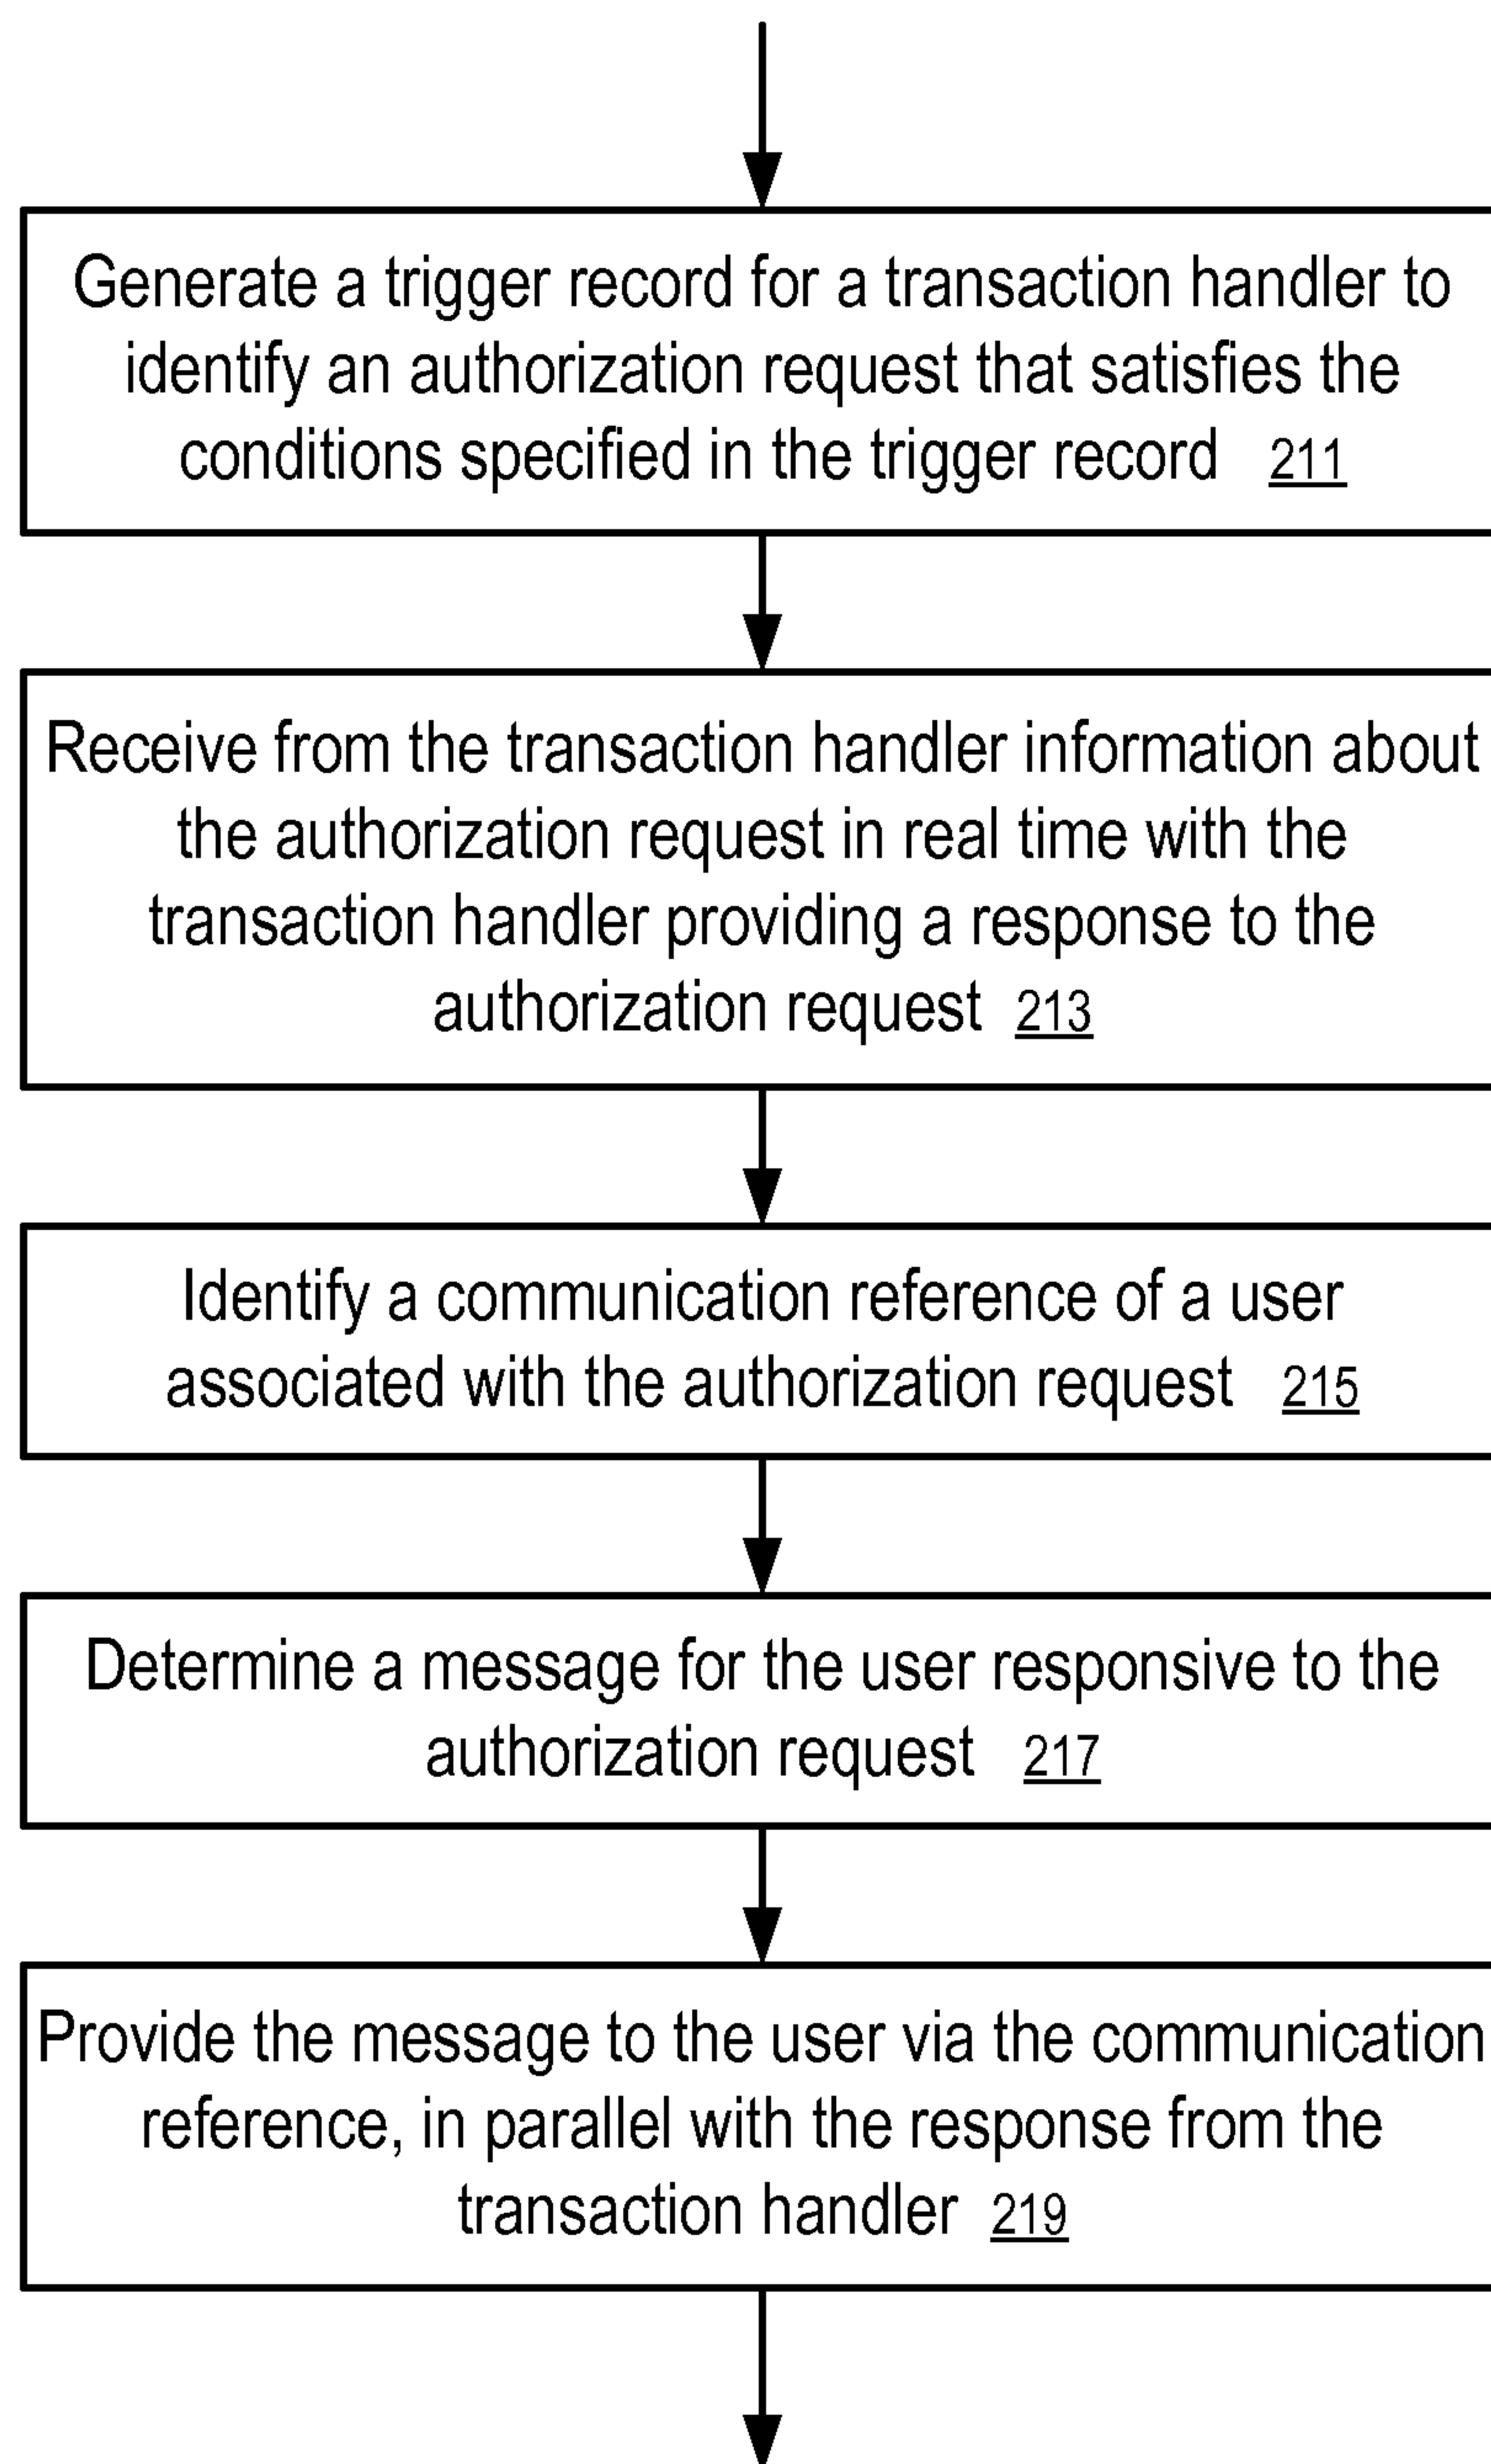 Generate a trigger record for a transaction handler to
identify an authorization request that satisfies the
conditions specified in the trigger record 211
Receive from the transaction handler information about
the authorization request in real time with the
transaction handler providing a response to the
authorization request 213
Identify a communication reference of a user
associated with the authorization request 215
Determine a message for the user responsive to the
authorization request 217
Provide the message to the user via the communication
reference, in parallel with the response from the
transaction handler 219